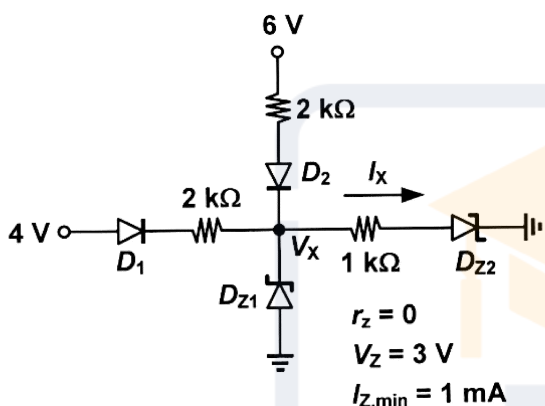 6 V
2 kΩ
D2
2 kΩ
IX
4 V
D1
VX
1 kΩ
DZ2
DZ1
rz = 0
VZ = 3 V
IZ,min = 1 mA